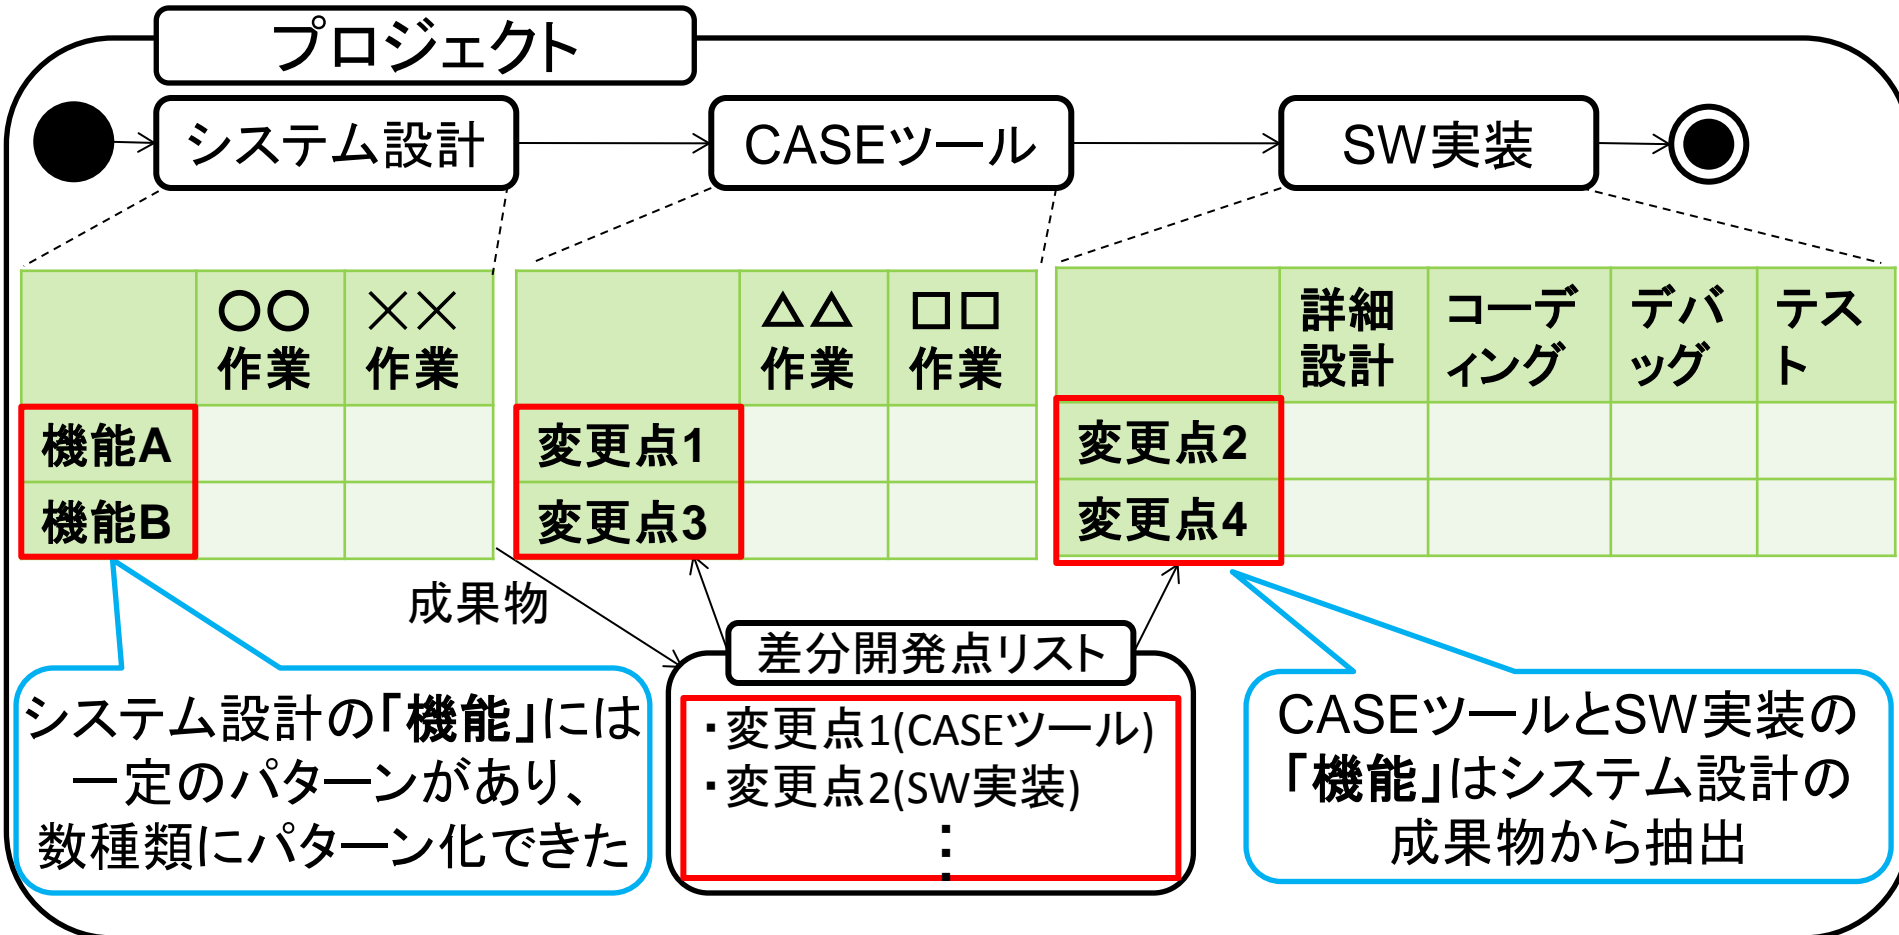 プロジェクト
システム設計
CASEツール
SW実装
〇〇
作業
××
作業
機能A
機能B
△△
作業
□□
作業
変更点1
変更点3
詳細
設計
コーデ
ィング
デバ
ッグ
テス
ト
変更点2
変更点4
成果物
差分開発点リスト
・変更点1(CASEツール)
・変更点2(SW実装)
⋮
システム設計の「機能」には
一定のパターンがあり、
数種類にパターン化できた
CASEツールとSW実装の
「機能」はシステム設計の
成果物から抽出